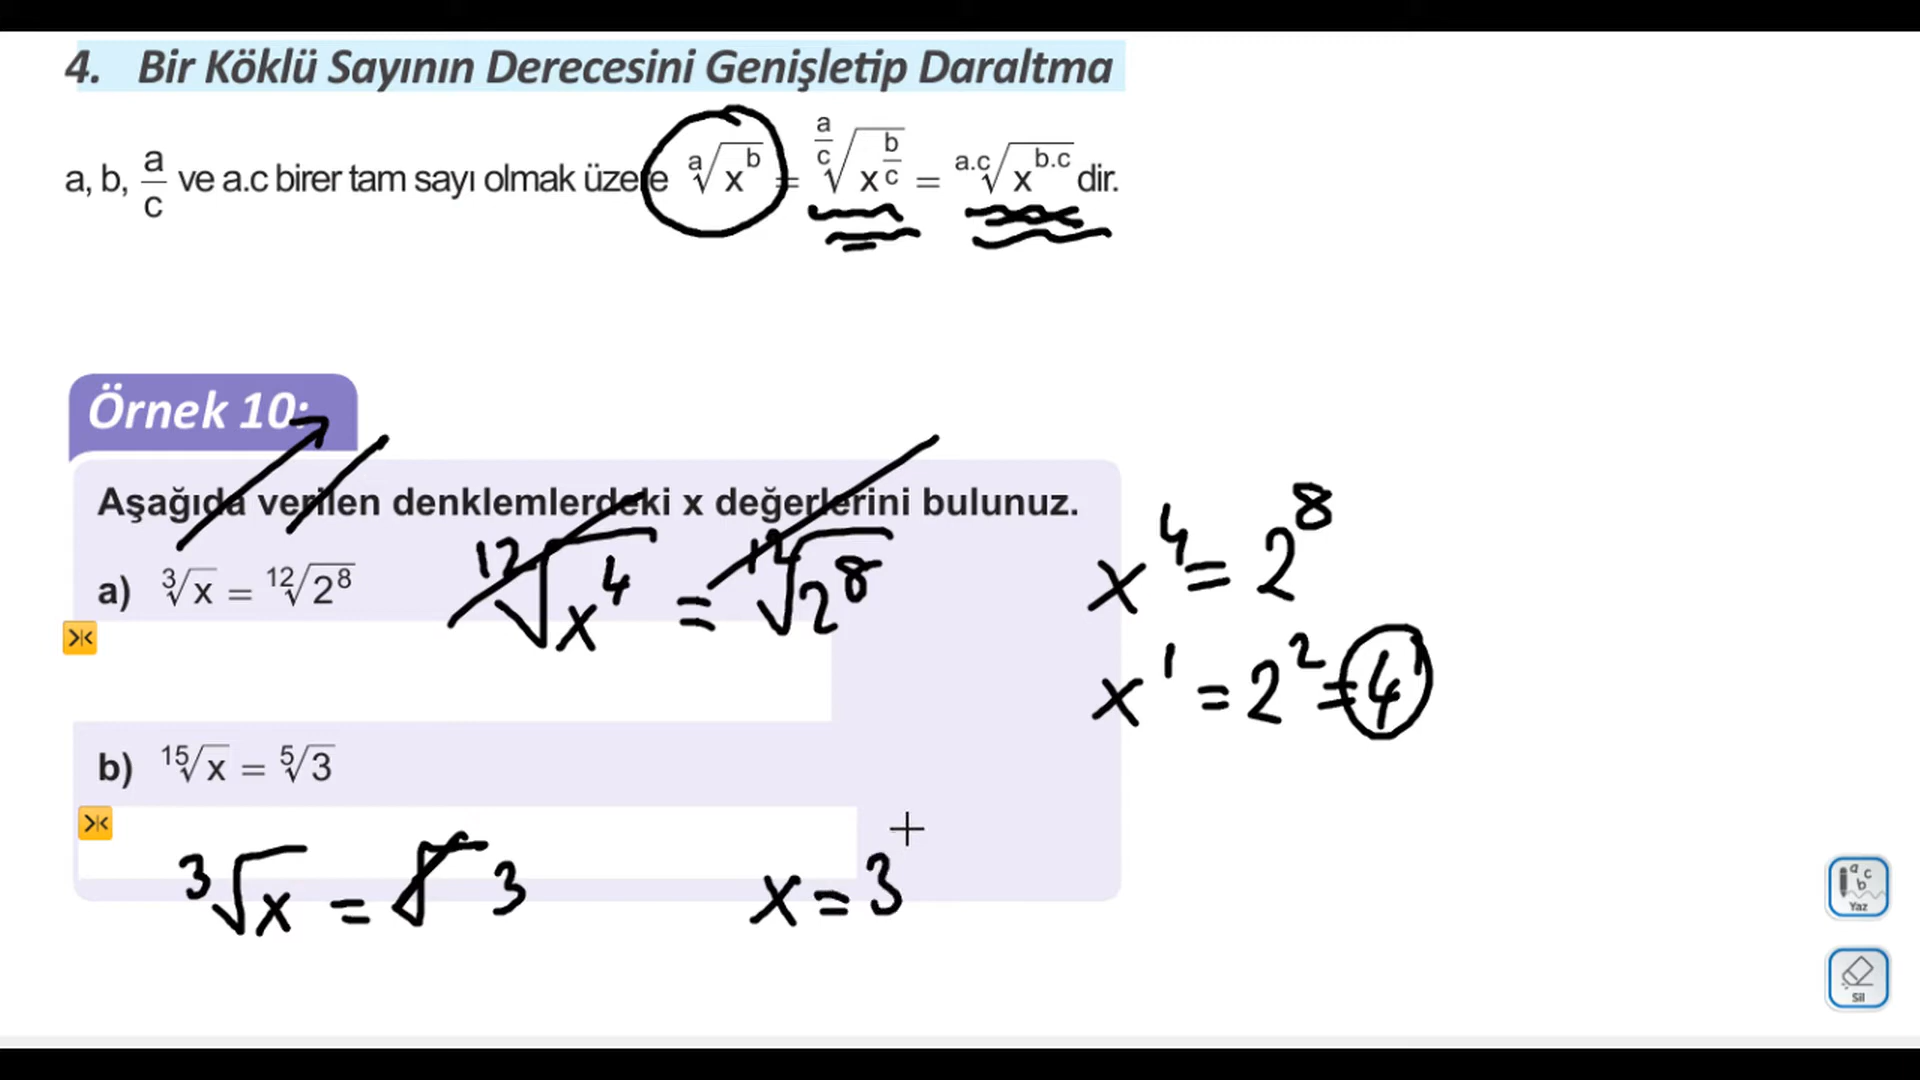 4. Bir Köklü Sayının Derecesini Genişletip Daraltma
a, b, a/c ve a.c birer tam sayı olmak üzere ᵃ√(x^b) = ^(a/c)√(x^(b/c)) = ^(a.c)√(x^(b.c)) dir.
Örnek 10:
Aşağıda verilen denklemlerdeki x değerlerini bulunuz.
a) ³√x = ¹²√(2⁸)
¹²√(x⁴) = ¹²√(2⁸)
x⁴ = 2⁸
x¹ = 2² = 4
b) ¹⁵√x = ⁵√3
³√x = √ 3
x = 3
a b c
Yaz
Sil